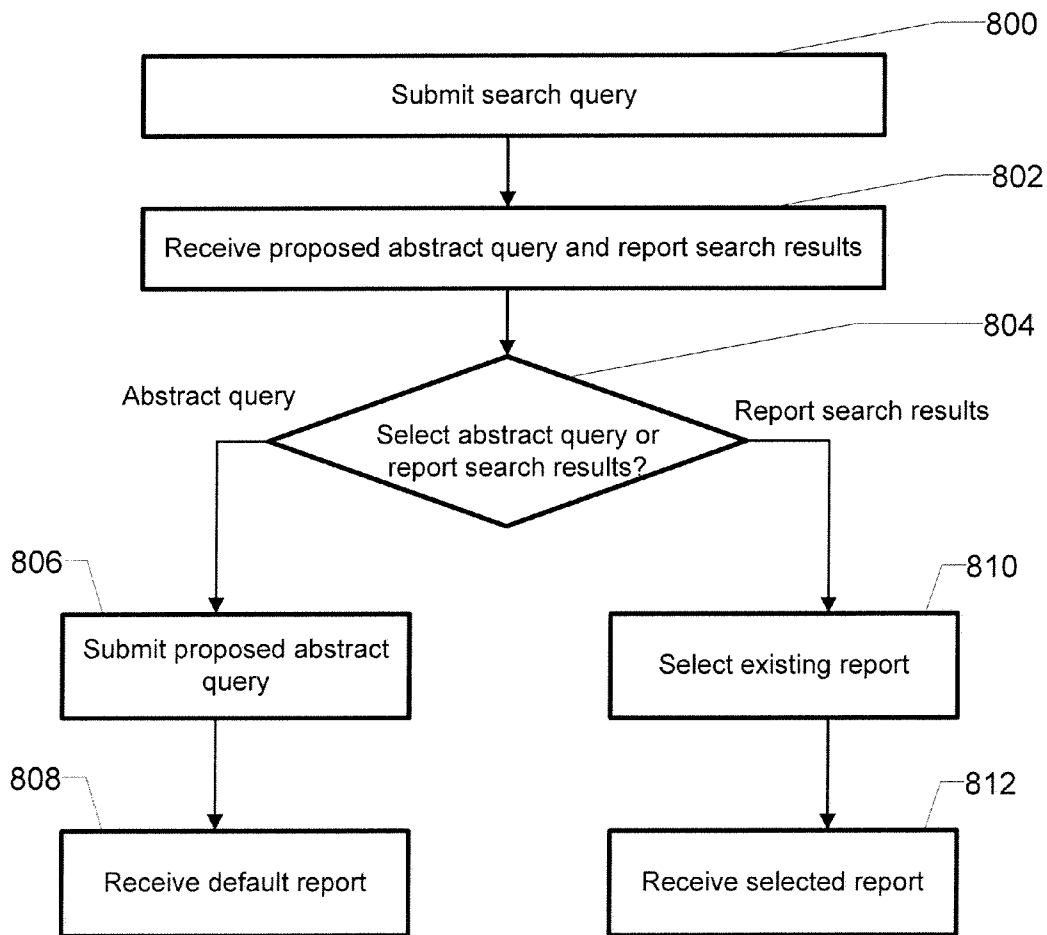 800
Submit search query
802
Receive proposed abstract query and report search results
804
Abstract query
Report search results
Select abstract query or
report search results?
806
810
Submit proposed abstract
query
Select existing report
808
812
Receive default report
Receive selected report